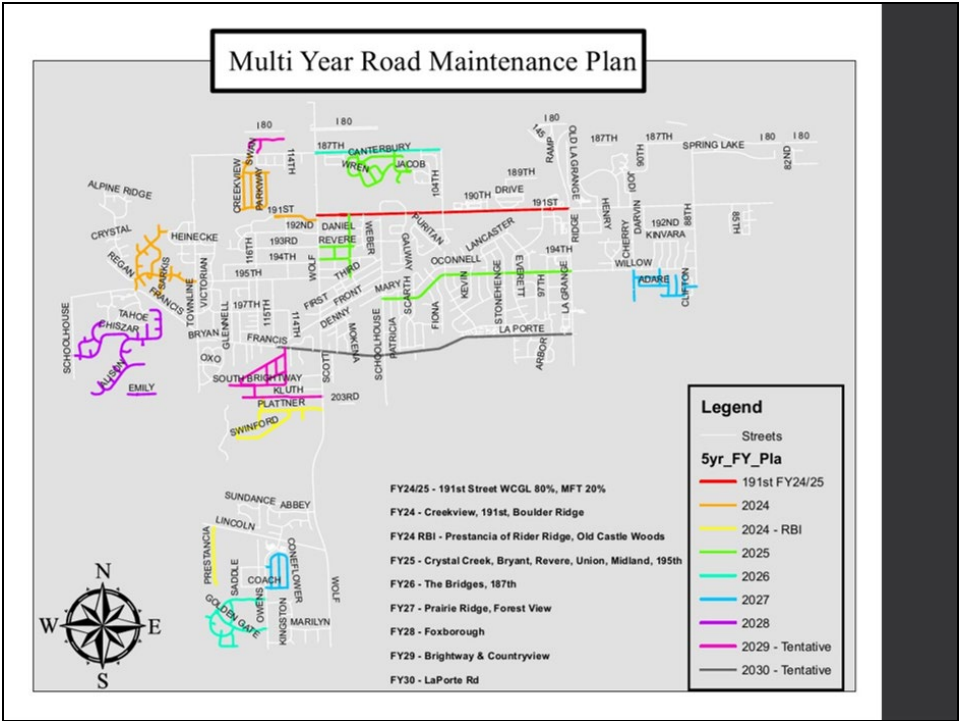 Multi Year Road Maintenance Plan
I 80
I 80
I 80
I 80
I 80
SWAN
114TH
187TH
CANTERBURY
WREN
JACOB
104TH
145
RAMP
OLD LAGRANGE
187TH
187TH
106TH
SPRING LAKE
82ND
CREEKVIEW
PARKWAY
189TH
190TH
DRIVE
JODI
ALPINE RIDGE
191ST
191ST
192ND
DANIEL
WEBER
PURITAN
LANCASTER
RIDGE
HENRY
CHERRY
DARVIN
192ND
KINVARA
88TH
85TH
CRYSTAL
HEINECKE
116TH
193RD
194TH
REVERE
WOLF
GALWAY
OCONNELL
194TH
WILLOW
REGAN
SARKIS
195TH
THIRD
ADARE
CLIFTON
FRANCIS
TOWNLINE
VICTORIAN
FIRST
FRONT
MARY
SCARTH
FIONA
KEVIN
STONEHENGE
EVERETT
97TH
LA GRANGE
SCHOOLHOUSE
TAHOE
CHISZAR
GLENNELL
197TH
115TH
114TH
DENNY
MOKENA
SCHOOLHOUSE
PATRICIA
LA PORTE
ARBOR
BRYAN
FRANCIS
OXO
ALISON
EMILY
SOUTH BRIGHTWAY
SCOTT
KLUTH
203RD
PLATTNER
SWINFORD
SUNDANCE
ABBEY
LINCOLN
PRESTANCIA
SADDLE
COACH
OWENS
CONEFLOWER
WOLF
GOLDEN GATE
KINGSTON
MARILYN
N
W
E
S
FY24/25 - 191st Street WCGL 80%, MFT 20%
FY24 - Creekview, 191st, Boulder Ridge
FY24 RBI - Prestancia of Rider Ridge, Old Castle Woods
FY25 - Crystal Creek, Bryant, Revere, Union, Midland, 195th
FY26 - The Bridges, 187th
FY27 - Prairie Ridge, Forest View
FY28 - Foxborough
FY29 - Brightway & Countryview
FY30 - LaPorte Rd
Legend
Streets
5yr_FY_Pla
191st FY24/25
2024
2024 - RBI
2025
2026
2027
2028
2029 - Tentative
2030 - Tentative